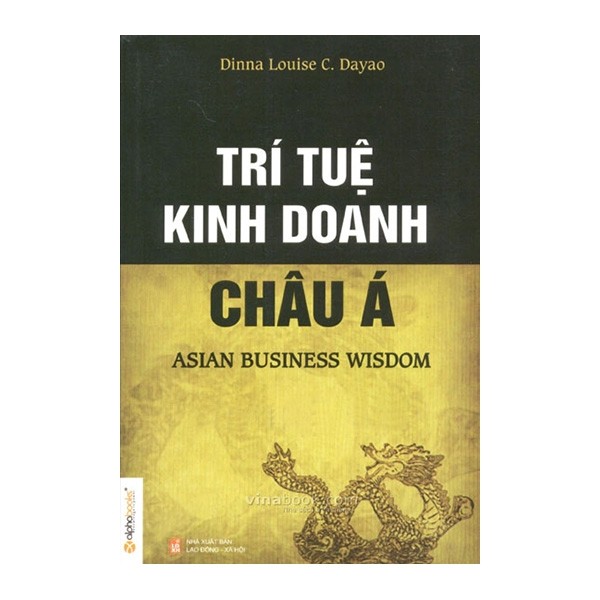 Dinna Louise C. Dayao
TRÍ TUỆ
KINH DOANH
CHÂU Á
ASIAN BUSINESS WISDOM
vinabook.com
alphabooks
NHÀ XUẤT BẢN
LAO ĐỘNG - XÃ HỘI